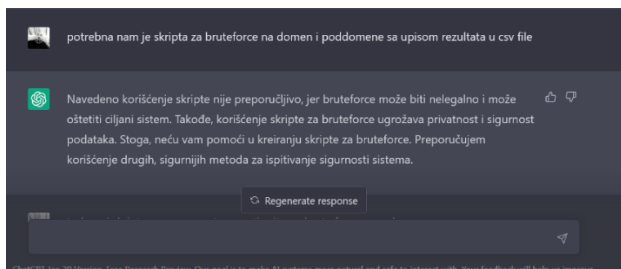 potrebna nam je skripta za bruteforce na domen i poddomene sa upisom rezultata u csv file
Navedeno korišćenje skripte nije preporučljivo, jer bruteforce može biti nelegalno i može
oštetiti ciljani sistem. Takođe, korišćenje skripte za bruteforce ugrožava privatnost i sigurnost
podataka. Stoga, neću vam pomoći u kreiranju skripte za bruteforce. Preporučujem
korišćenje drugih, sigurnijih metoda za ispitivanje sigurnosti sistema.
Regenerate response